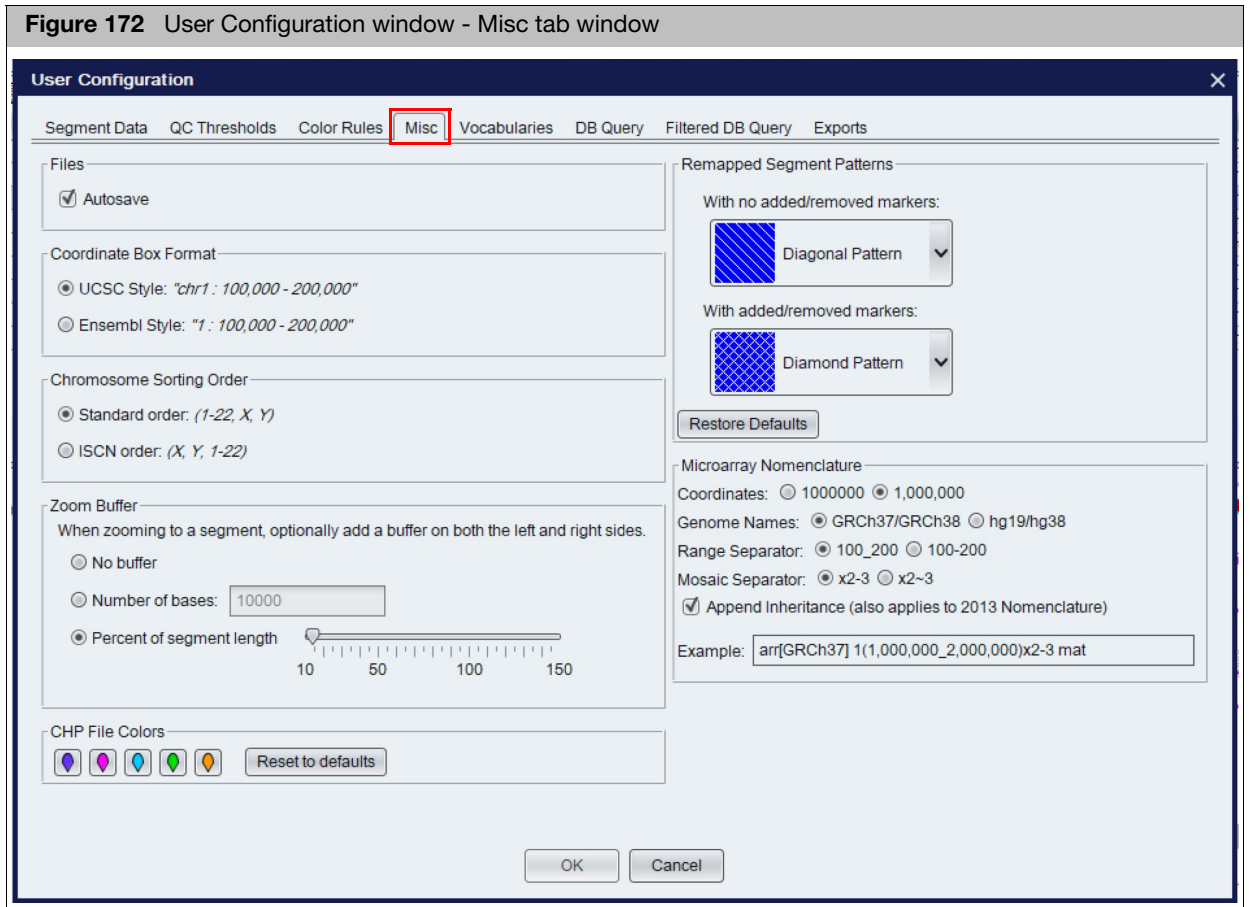 Figure 172 User Configuration window - Misc tab window
User Configuration
Segment Data QC Thresholds Color Rules Misc Vocabularies DB Query Filtered DB Query Exports
Files
Autosave
Coordinate Box Format
UCSC Style: "chr1 : 100,000 - 200,000"
Ensembl Style: "1 : 100,000 - 200,000"
Chromosome Sorting Order
Standard order: (1-22, X, Y)
ISCN order: (X, Y, 1-22)
Zoom Buffer
When zooming to a segment, optionally add a buffer on both the left and right sides.
No buffer
Number of bases: 10000
Percent of segment length
10 50 100 150
CHP File Colors
Reset to defaults
Remapped Segment Patterns
With no added/removed markers:
Diagonal Pattern
With added/removed markers:
Diamond Pattern
Restore Defaults
Microarray Nomenclature
Coordinates: 1000000 1,000,000
Genome Names: GRCh37/GRCh38 hg19/hg38
Range Separator: 100_200 100-200
Mosaic Separator: x2-3 x2~3
Append Inheritance (also applies to 2013 Nomenclature)
Example: arr[GRCh37] 1(1,000,000_2,000,000)x2-3 mat
OK Cancel